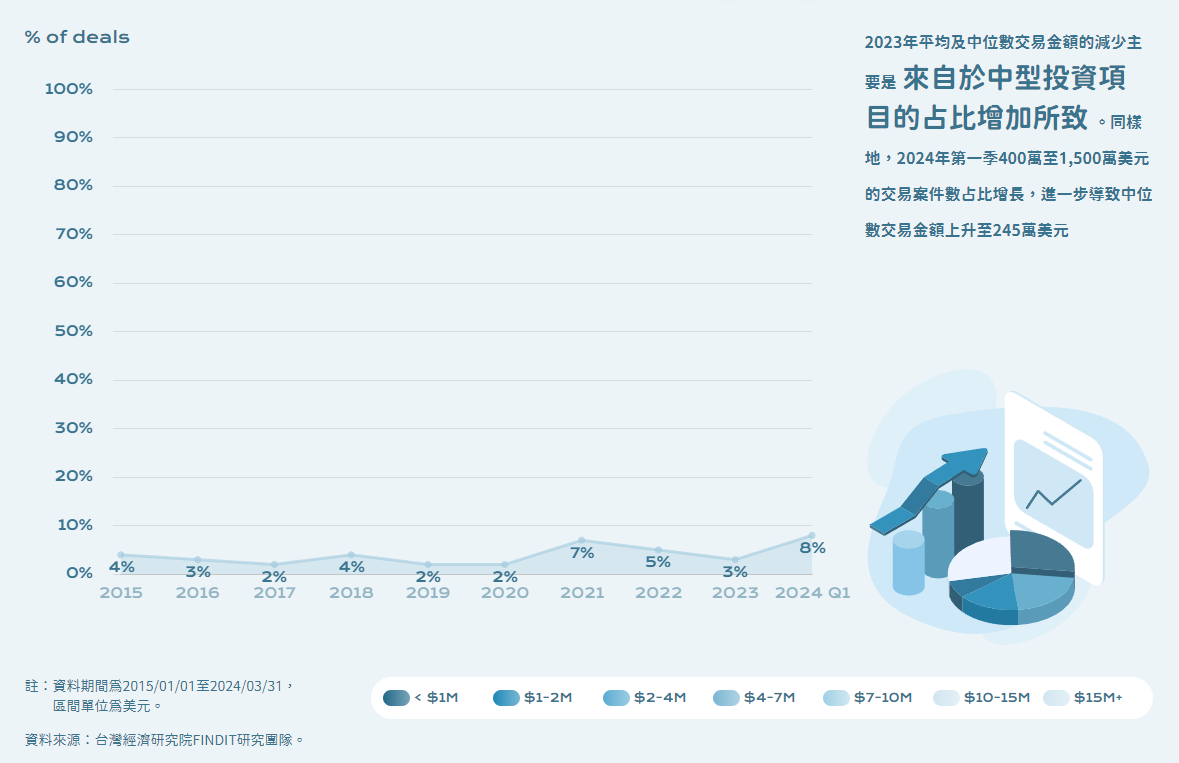 % of deals
100%
90%
80%
70%
60%
50%
40%
30%
20%
10%
0%
4%
3%
2%
4%
2%
2%
7%
5%
3%
8%
2015
2016
2017
2018
2019
2020
2021
2022
2023
2024 Q1
2023年平均及中位數交易金額的減少主
要是 來自於中型投資項
目的占比增加所致 。同樣
地，2024年第一季400萬至1,500萬美元
的交易案件數占比增長，進一步導致中位
數交易金額上升至245萬美元
註：資料期間為2015/01/01至2024/03/31，
區間單位為美元。
資料來源：台灣經濟研究院FINDIT研究團隊。
< $1M
$1-2M
$2-4M
$4-7M
$7-10M
$10-15M
$15M+